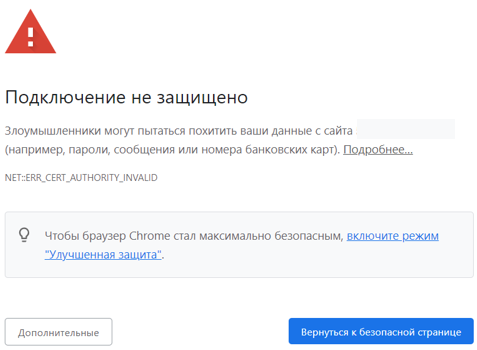 Подключение не защищено
Злоумышленники могут пытаться похитить ваши данные с сайта
(например, пароли, сообщения или номера банковских карт). Подробнее...
NET::ERR_CERT_AUTHORITY_INVALID
Чтобы браузер Chrome стал максимально безопасным, включите режим
"Улучшенная защита".
Дополнительные
Вернуться к безопасной странице